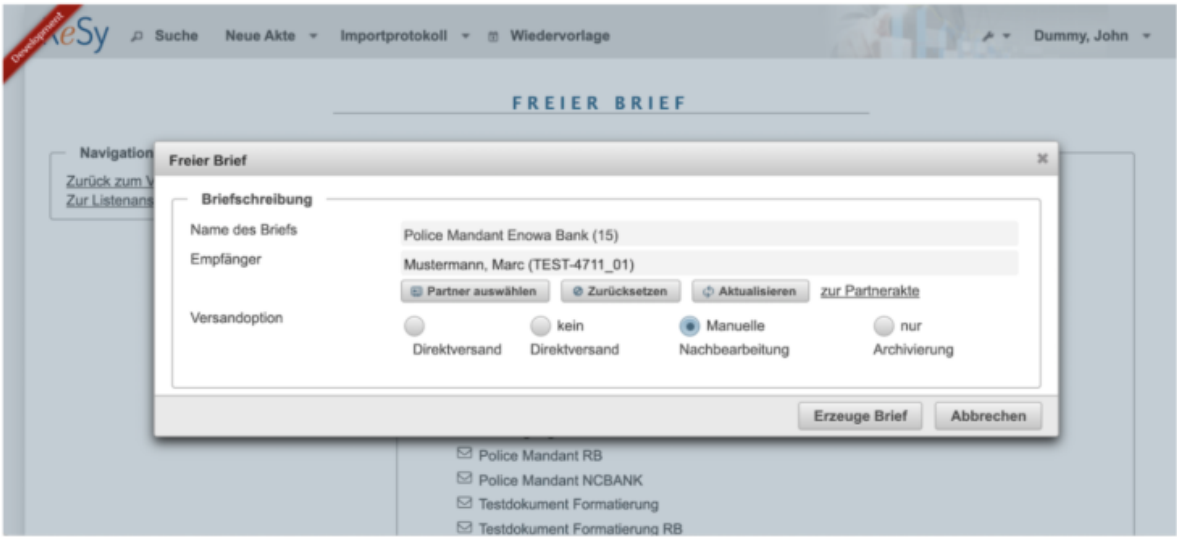 Development
ReSy Suche Neue Akte Importprotokoll Wiedervorlage Dummy, John
FREIER BRIEF
Navigation
Zurück zum V
Zur Listenans
Freier Brief
Briefschreibung
Name des Briefs Police Mandant Enowa Bank (15)
Empfänger Mustermann, Marc (TEST-4711_01)
Partner auswählen Zurücksetzen Aktualisieren zur Partnerakte
Versandoption
Direktversand
kein Direktversand
Manuelle Nachbearbeitung
nur Archivierung
Erzeuge Brief Abbrechen
Police Mandant RB
Police Mandant NCBANK
Testdokument Formatierung
Testdokument Formatierung RB